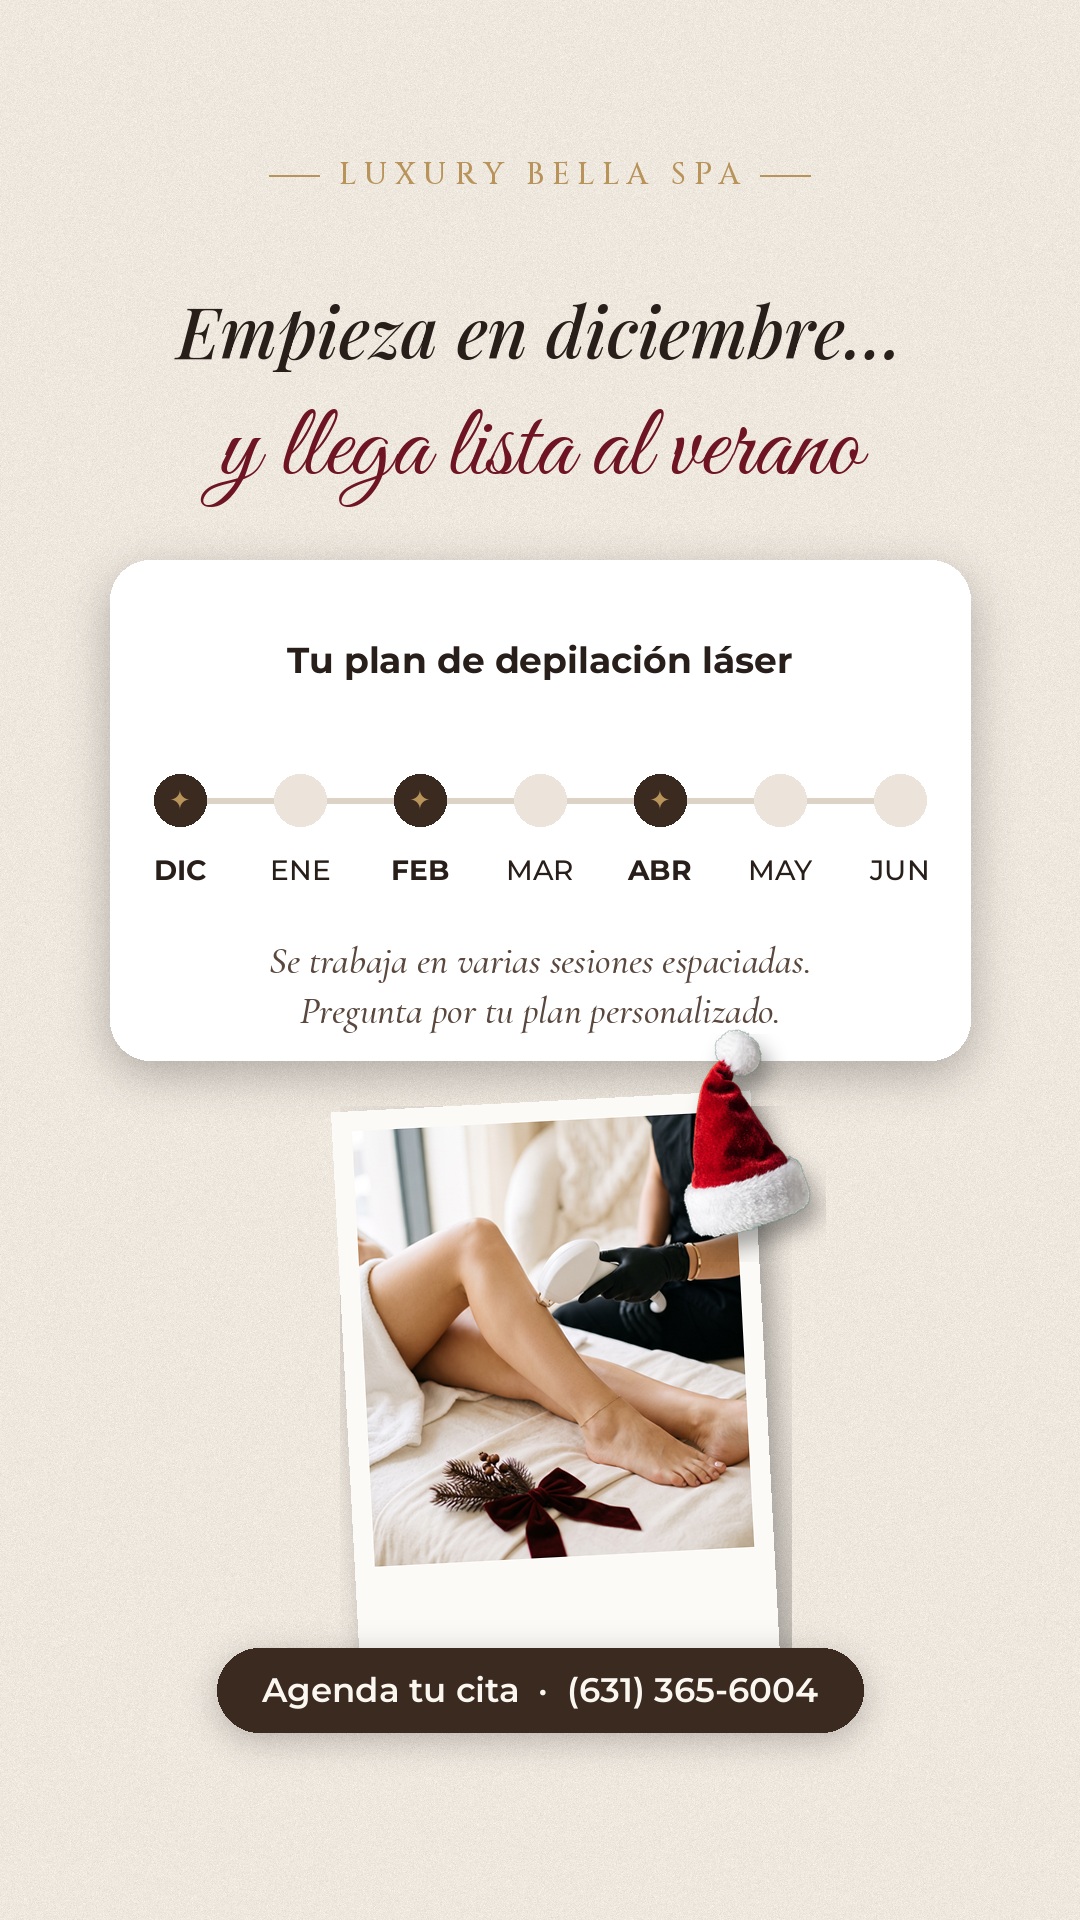 LUXURY BELLA SPA
Empieza en diciembre...
y llega lista al verano
Tu plan de depilación láser
DIC ENE FEB MAR ABR MAY JUN
Se trabaja en varias sesiones espaciadas.
Pregunta por tu plan personalizado.
Agenda tu cita · (631) 365-6004